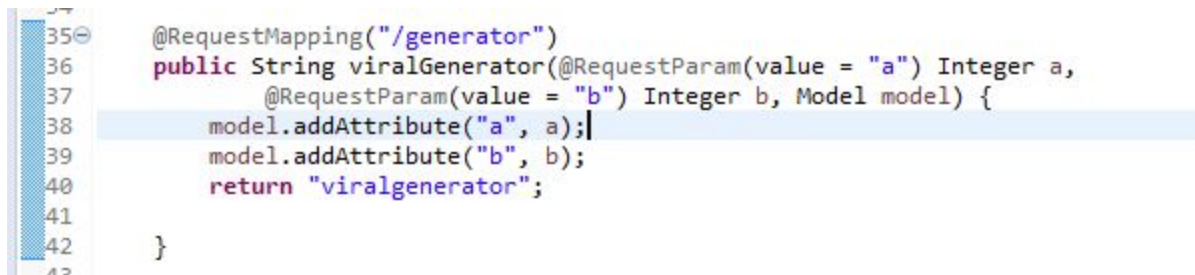 35 @RequestMapping("/generator")
36 public String viralGenerator(@RequestParam(value = "a") Integer a,
37 @RequestParam(value = "b") Integer b, Model model) {
38 model.addAttribute("a", a);
39 model.addAttribute("b", b);
40 return "viralgenerator";
41
42 }